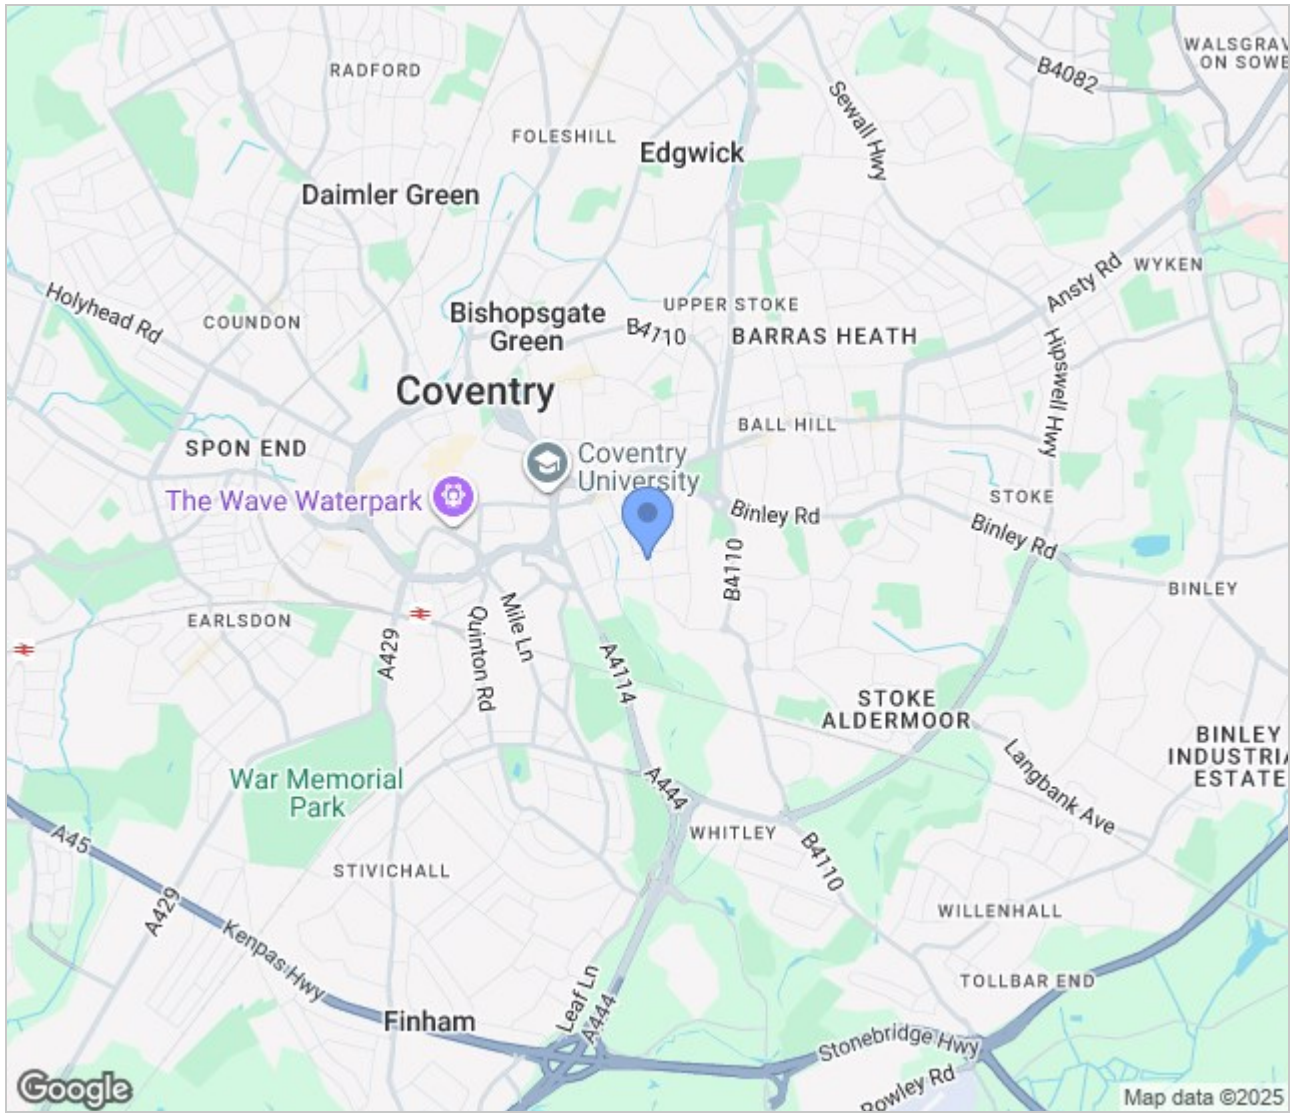 WALSGRAV
ON SOWE
RADFORD
B4082
Sewall Hwy
FOLESHILL
Edgwick
Daimler Green
Ansty Rd
WYKEN
Holyhead Rd
COUNDON
Bishopsgate
Green
UPPER STOKE
B4110
BARRAS HEATH
Hipswell Hwy
Coventry
BALL HILL
SPON END
Coventry
University
The Wave Waterpark
STOKE
Binley Rd
Binley Rd
B4110
BINLEY
EARLSDON
A429
Quinton Rd
Mile Ln
A4114
STOKE
ALDERMOOR
BINLEY
INDUSTRIA
ESTATE
Langbank Ave
War Memorial
Park
A444
WHITLEY
A45
B4110
STIVICHALL
A429
WILLENHALL
Kenpas Hwy
TOLLBAR END
Leaf Ln
A444
Finham
Stonebridge Hwy
Rowley Rd
Google
Map data ©2025